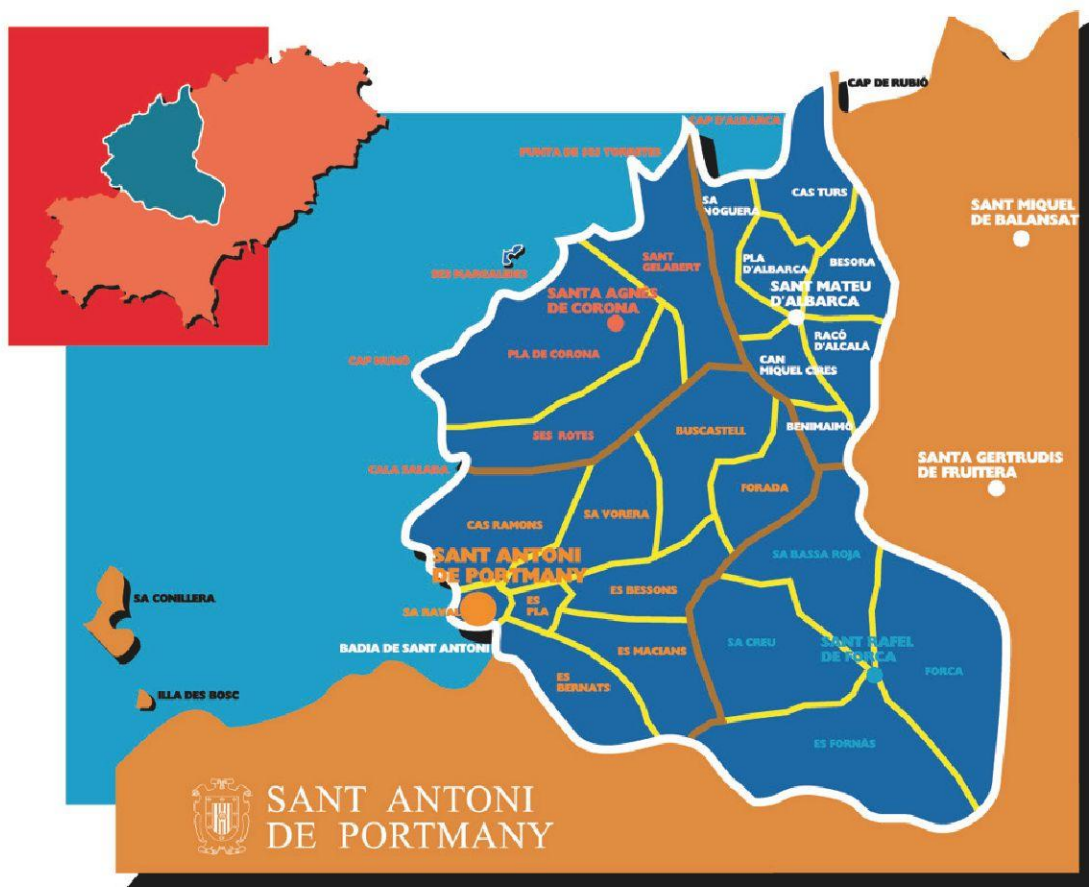 CAP DE RUBIÓ
CAP D'ALBARCA
PUNTA DE SES TORRETES
CAS TURS
SA
NOGUERA
SANT MIQUEL
DE BALANSAT
SES MARGALIDES
SANT
GELABERT
PLA
D'ALBARCA
BESORA
SANT MATEU
D'ALBARCA
SANTA AGNÈS
DE CORONA
RACÓ
D'ALCALÀ
CAP NUNÓ
PLA DE CORONA
CAN
MIQUEL CIRES
SES ROTES
BUSCASTELL
BENIMAIMÓ
CALA SALADA
SANTA GERTRUDIS
DE FRUITERA
FORADA
SA VORERA
CAS RAMONS
SANT ANTONI
DE PORTMANY
SA BASSA ROJA
SA CONILLERA
ES BESSONS
SA RAVAL
ES
PLA
BADIA DE SANT ANTONI
ES MACIANS
SA CREU
SANT RAFEL
DE FORCA
FORCA
ES
BERNATS
ILLA DES BOSC
ES FORNÀS
SANT ANTONI
DE PORTMANY